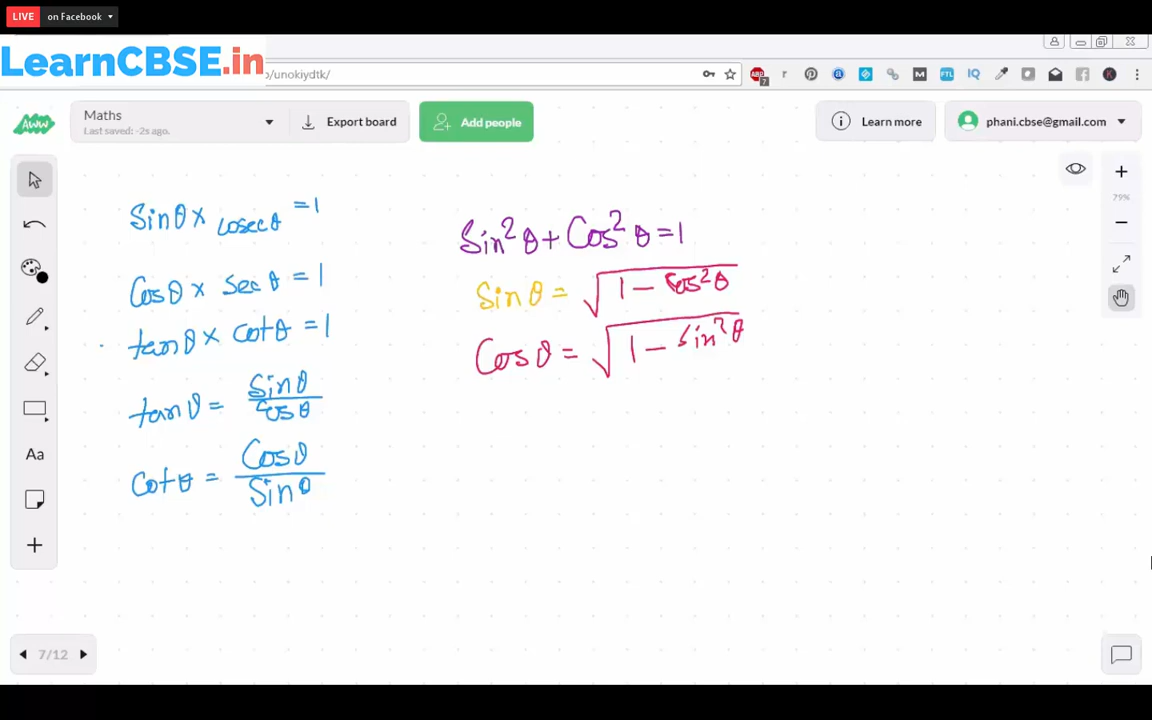 LIVE on Facebook
LearnCBSE.in
o/unokiydtk/
Maths
Last saved: -2s ago.
Export board
Add people
Learn more
phani.cbse@gmail.com
79%
Aa
Sinθ × cosecθ = 1
Cosθ × secθ = 1
tanθ × cotθ = 1
tanθ = Sinθ/cosθ
Cotθ = Cosθ/Sinθ
Sin²θ + Cos²θ = 1
Sinθ = √(1 - Cos²θ)
Cosθ = √(1 - Sin²θ)
7/12